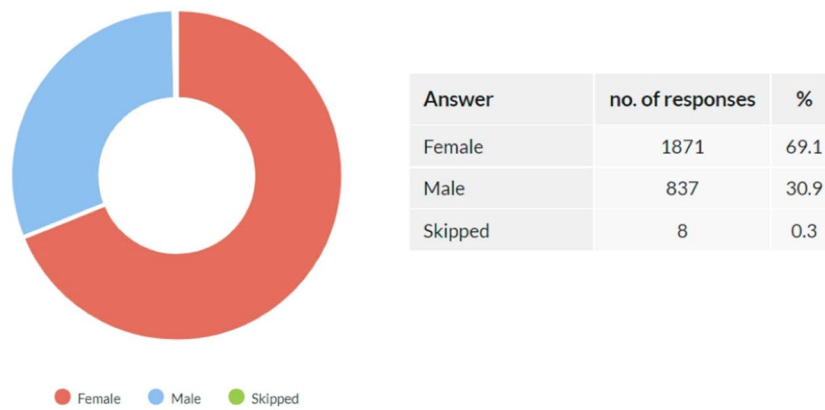 Answer no. of responses %
Female 1871 69.1
Male 837 30.9
Skipped 8 0.3
Female Male Skipped